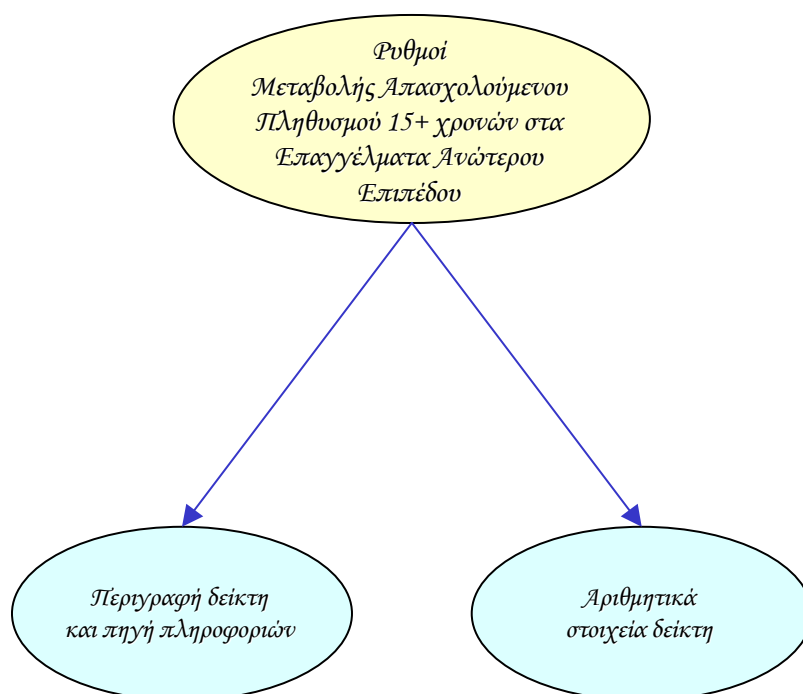 Ρυθμοί
Μεταβολής Απασχολούμενου
Πληθυσμού 15+ χρονών στα
Επαγγέλματα Ανώτερου
Επιπέδου
Περιγραφή δείκτη
και πηγή πληροφοριών
Αριθμητικά
στοιχεία δείκτη